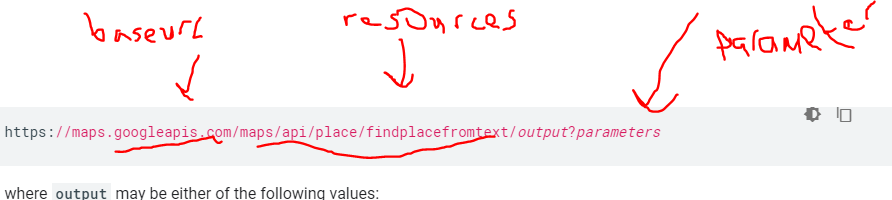 baseurl resources parameter
https://maps.googleapis.com/maps/api/place/findplacefromtext/output?parameters
where output may be either of the following values: